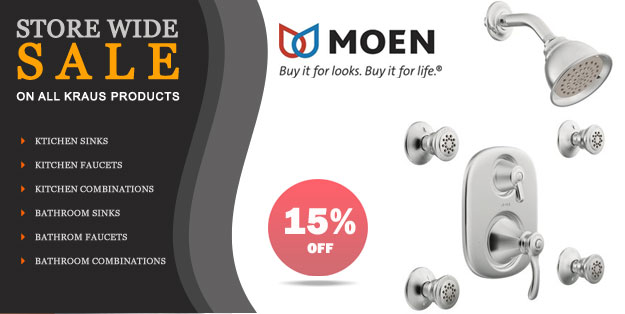 STORE WIDE
SALE
ON ALL KRAUS PRODUCTS
KTICHEN SINKS
KITCHEN FAUCETS
KITCHEN COMBINATIONS
BATHROOM SINKS
BATHROM FAUCETS
BATHROOM COMBINATIONS
MOEN
Buy it for looks. Buy it for life.®
15%
OFF